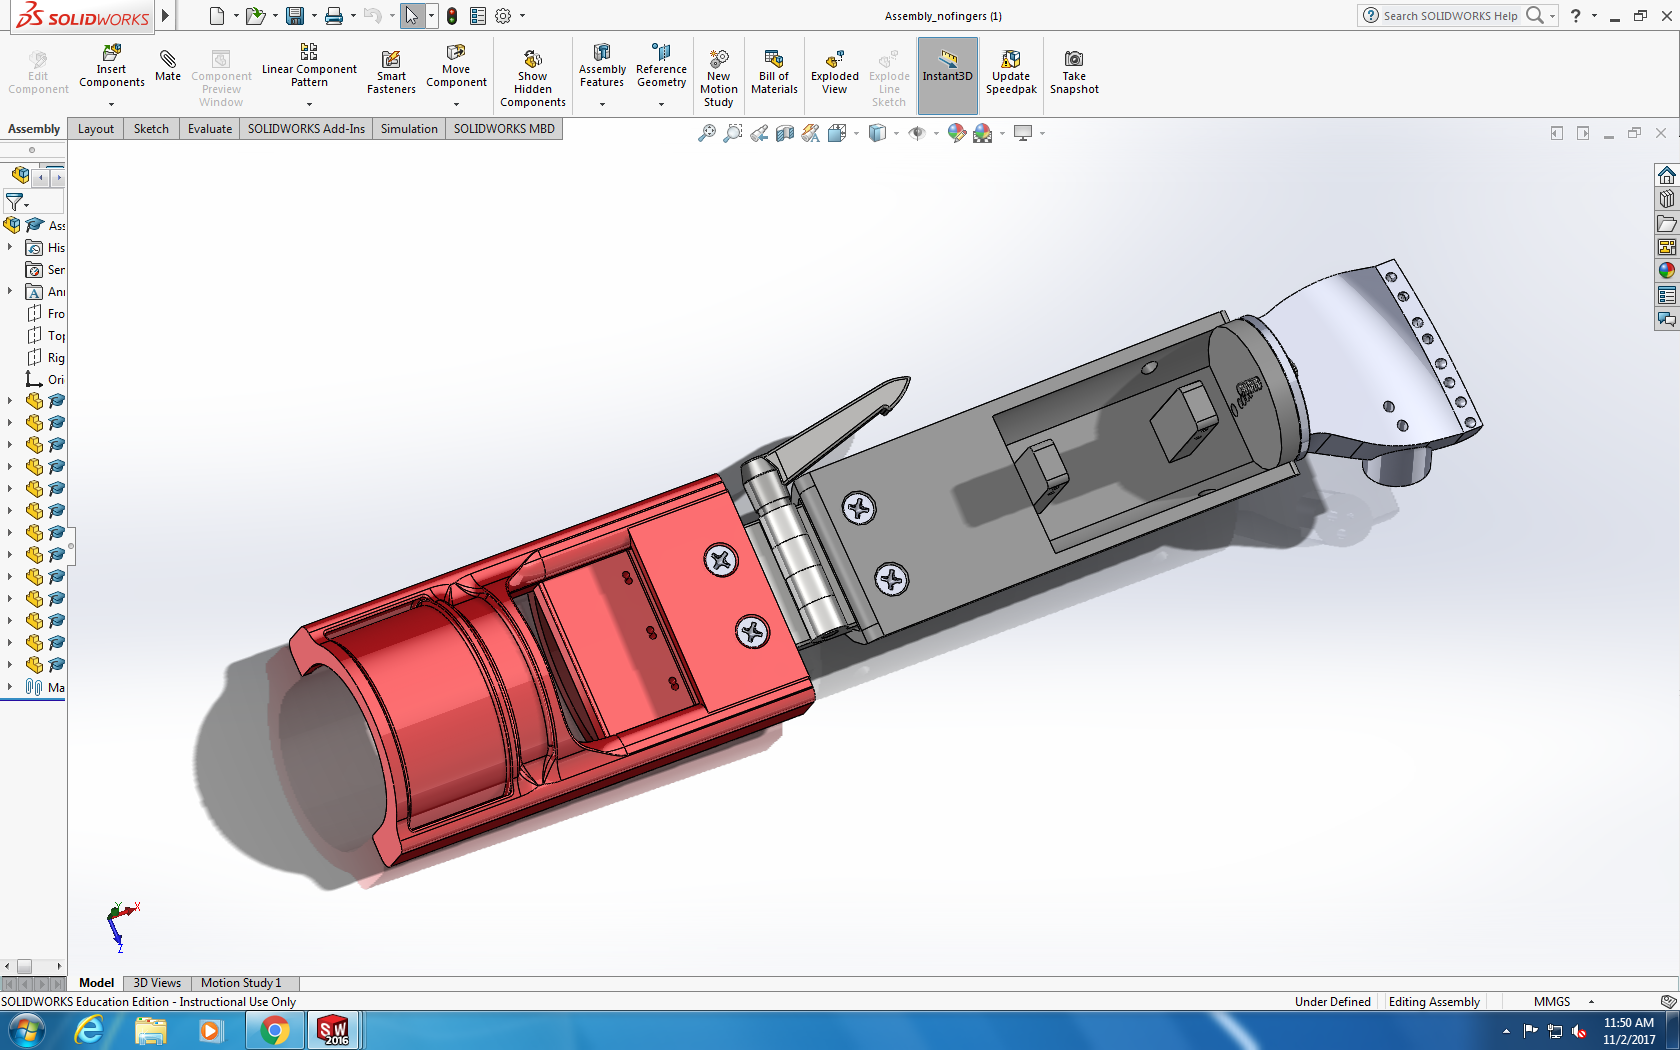 SOLIDWORKS
Assembly_nofingers (1)
Search SOLIDWORKS Help
?
Edit Component
Insert Components
Mate
Component Preview Window
Linear Component Pattern
Smart Fasteners
Move Component
Show Hidden Components
Assembly Features
Reference Geometry
New Motion Study
Bill of Materials
Exploded View
Explode Line Sketch
Instant3D
Update Speedpak
Take Snapshot
Assembly
Layout
Sketch
Evaluate
SOLIDWORKS Add-Ins
Simulation
SOLIDWORKS MBD
Ass
His
Ser
A Ann
Fro
Top
Rig
Ori
Ma
Y
X
Z
Model
3D Views
Motion Study 1
SOLIDWORKS Education Edition - Instructional Use Only
Under Defined
Editing Assembly
MMGS
SW 2016
11:50 AM
11/2/2017